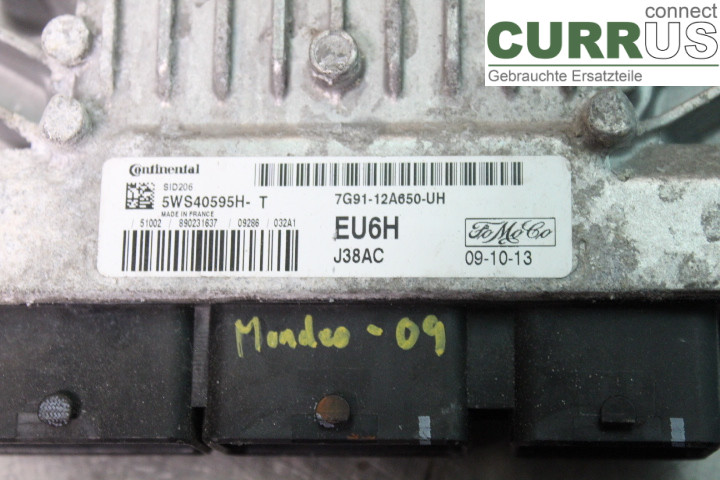 connect
CURRUS
Gebrauchte Ersatzteile
Continental
SID206
5WS40595H- T
MADE IN FRANCE
/ 51002 / 890231637 / 09286 / 032A1
7G91-12A650-UH
EU6H
FoMoCo
J38AC
09-10-13
Mondeo - 09